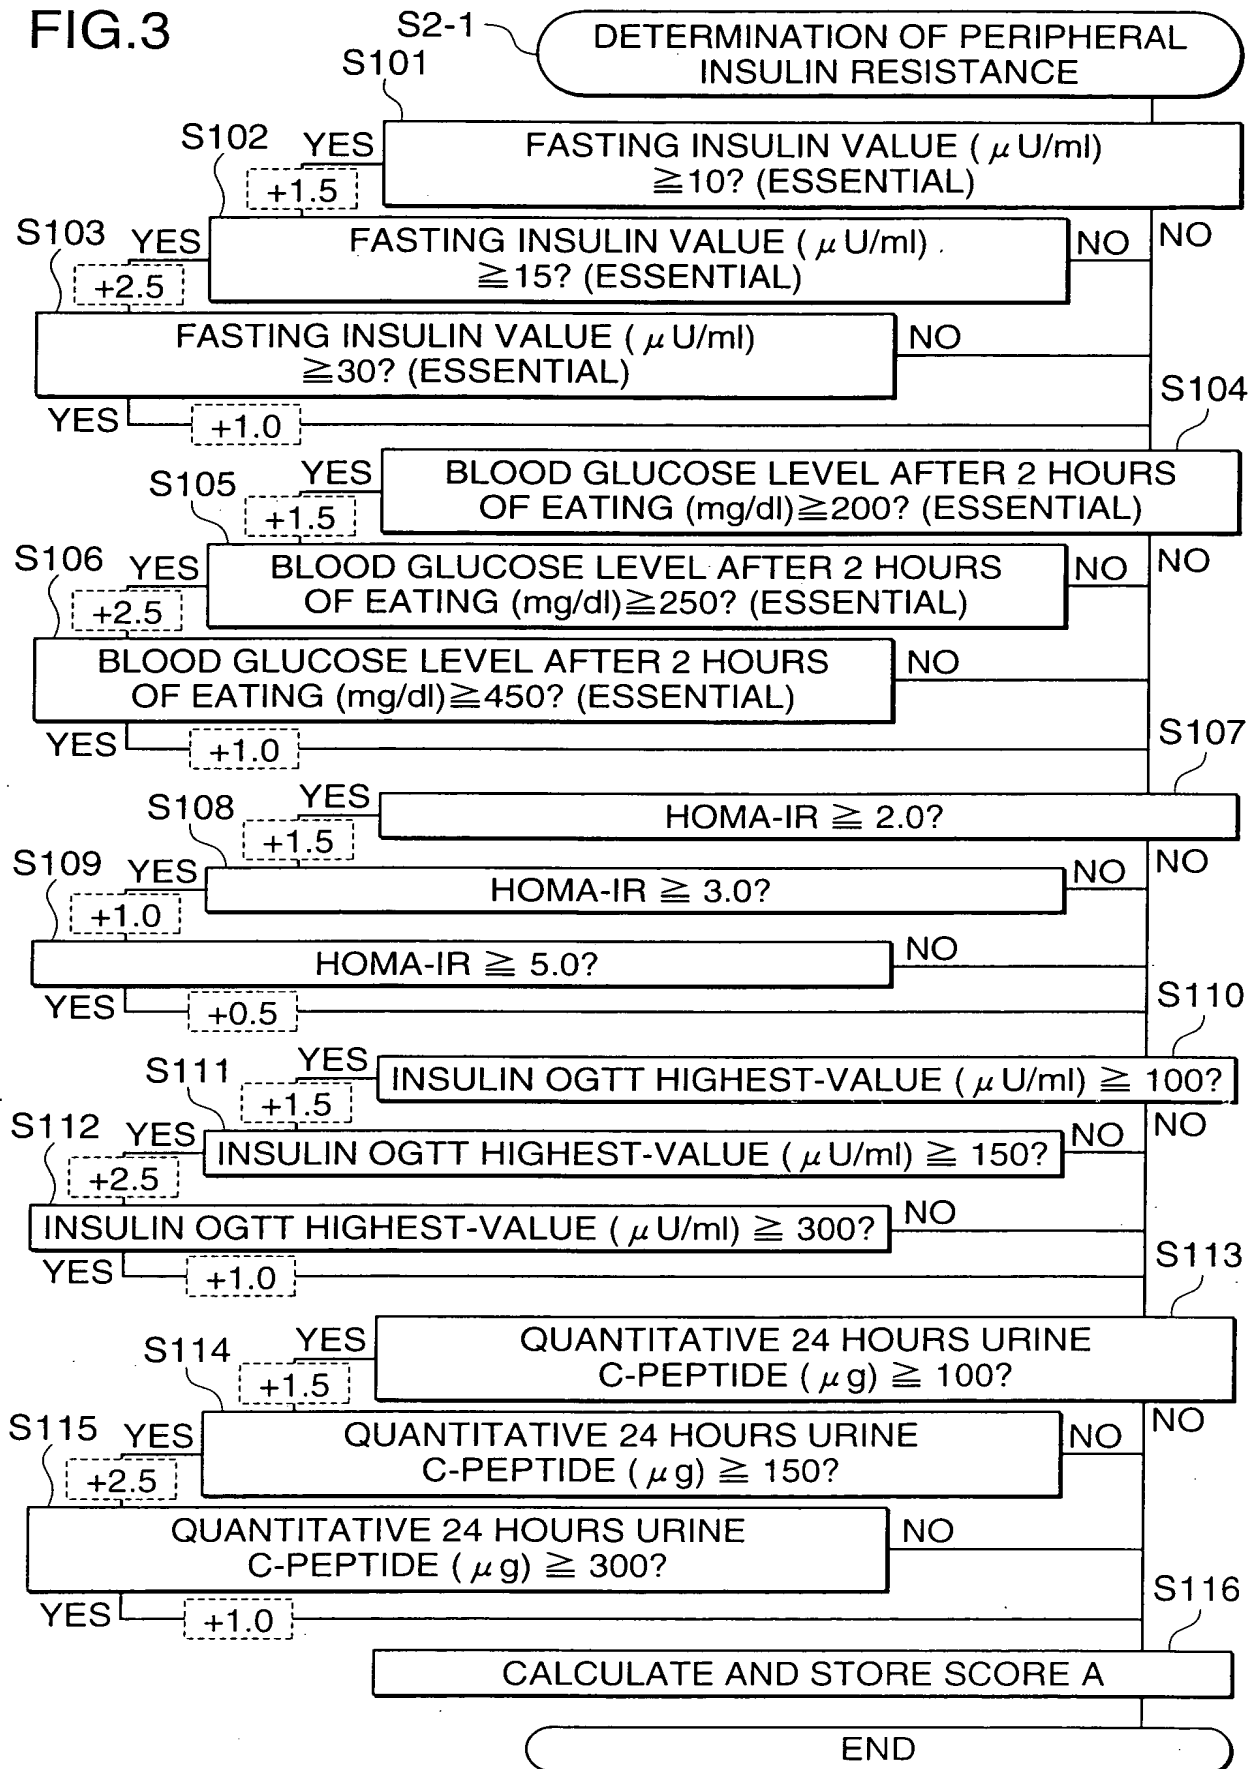 FIG.3
S2-1
DETERMINATION OF PERIPHERAL
INSULIN RESISTANCE
S101
YES
FASTING INSULIN VALUE ( μ U/ml)
≧10? (ESSENTIAL)
NO
+1.5
S102
YES
FASTING INSULIN VALUE ( μ U/ml)
≧15? (ESSENTIAL)
NO
+2.5
S103
FASTING INSULIN VALUE ( μ U/ml)
≧30? (ESSENTIAL)
NO
YES
+1.0
S104
YES
BLOOD GLUCOSE LEVEL AFTER 2 HOURS
OF EATING (mg/dl)≧200? (ESSENTIAL)
NO
+1.5
S105
YES
BLOOD GLUCOSE LEVEL AFTER 2 HOURS
OF EATING (mg/dl)≧250? (ESSENTIAL)
NO
+2.5
S106
BLOOD GLUCOSE LEVEL AFTER 2 HOURS
OF EATING (mg/dl)≧450? (ESSENTIAL)
NO
YES
+1.0
S107
YES
HOMA-IR ≧ 2.0?
NO
+1.5
S108
YES
HOMA-IR ≧ 3.0?
NO
+1.0
S109
HOMA-IR ≧ 5.0?
NO
YES
+0.5
S110
YES
INSULIN OGTT HIGHEST-VALUE ( μ U/ml) ≧ 100?
NO
+1.5
S111
YES
INSULIN OGTT HIGHEST-VALUE ( μ U/ml) ≧ 150?
NO
+2.5
S112
INSULIN OGTT HIGHEST-VALUE ( μ U/ml) ≧ 300?
NO
YES
+1.0
S113
YES
QUANTITATIVE 24 HOURS URINE
C-PEPTIDE ( μ g) ≧ 100?
NO
+1.5
S114
YES
QUANTITATIVE 24 HOURS URINE
C-PEPTIDE ( μ g) ≧ 150?
NO
+2.5
S115
QUANTITATIVE 24 HOURS URINE
C-PEPTIDE ( μ g) ≧ 300?
NO
YES
+1.0
S116
CALCULATE AND STORE SCORE A
END